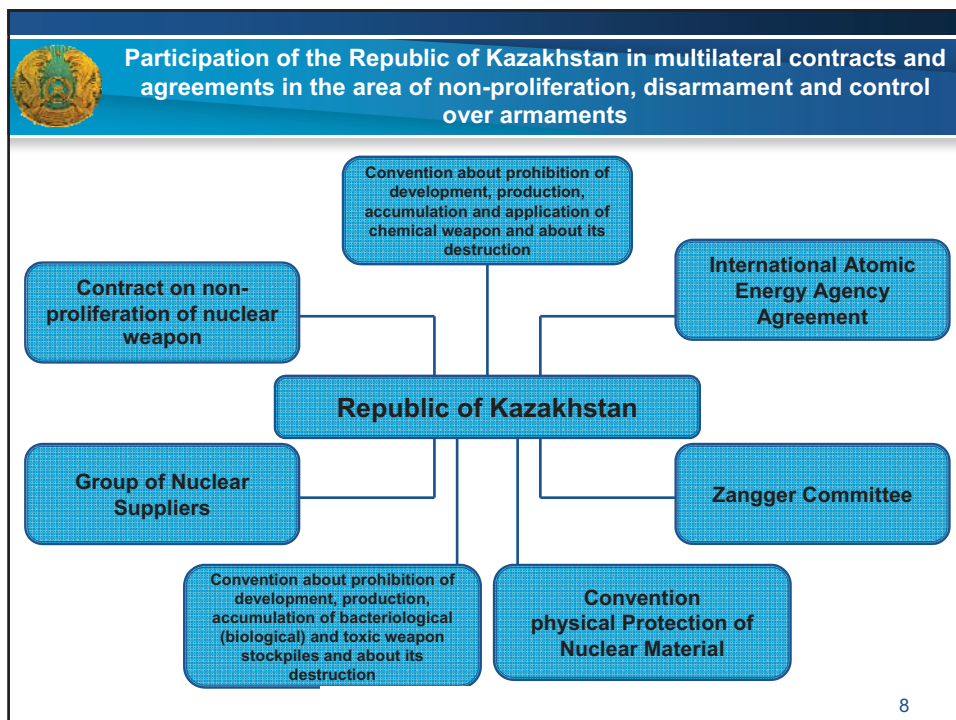 Participation of the Republic of Kazakhstan in multilateral contracts and
agreements in the area of non-proliferation, disarmament and control
over armaments
Convention about prohibition of
development, production,
accumulation and application of
chemical weapon and about its
destruction
International Atomic
Energy Agency
Agreement
Contract on non-
proliferation of nuclear
weapon
Republic of Kazakhstan
Group of Nuclear
Suppliers
Zangger Committee
Convention about prohibition of
development, production,
accumulation of bacteriological
(biological) and toxic weapon
stockpiles and about its
destruction
Convention
physical Protection of
Nuclear Material
8